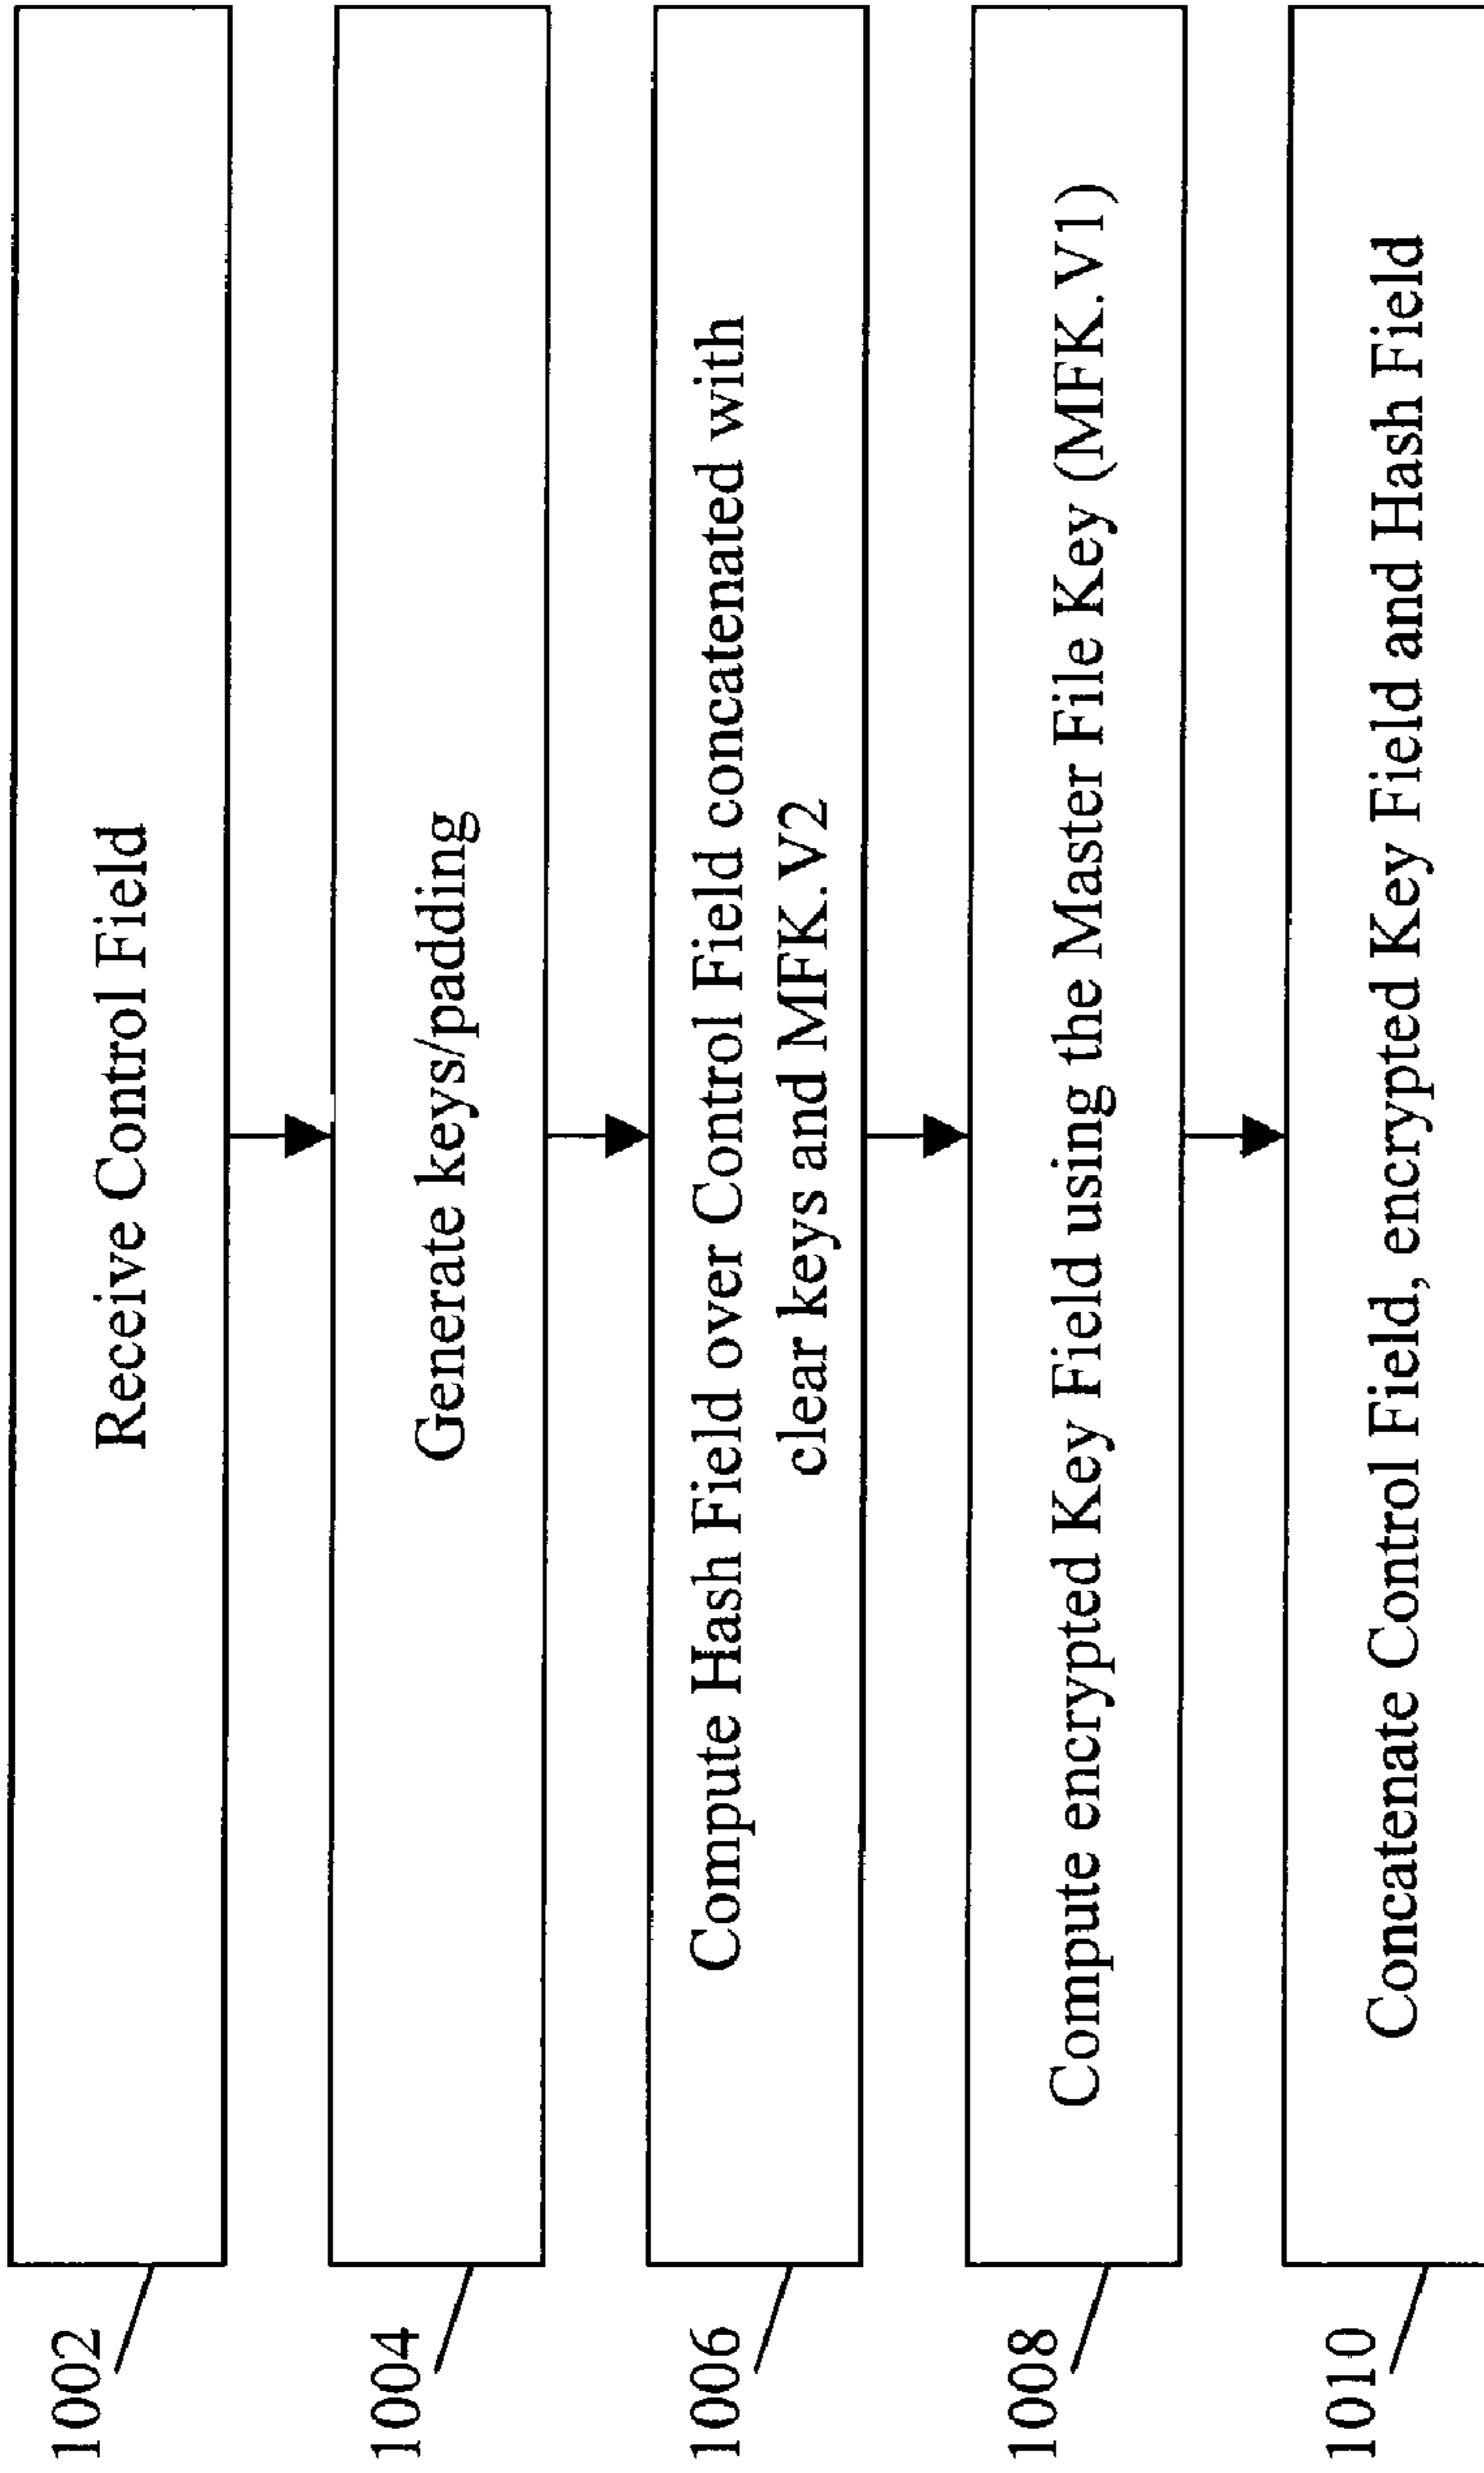 1002
Receive Control Field
1004
Generate keys/padding
1006
Compute Hash Field over Control Field concatenated with
clear keys and MFK.V2
1008
Compute encrypted Key Field using the Master File Key (MFK.V1)
1010
Concatenate Control Field, encrypted Key Field and Hash Field